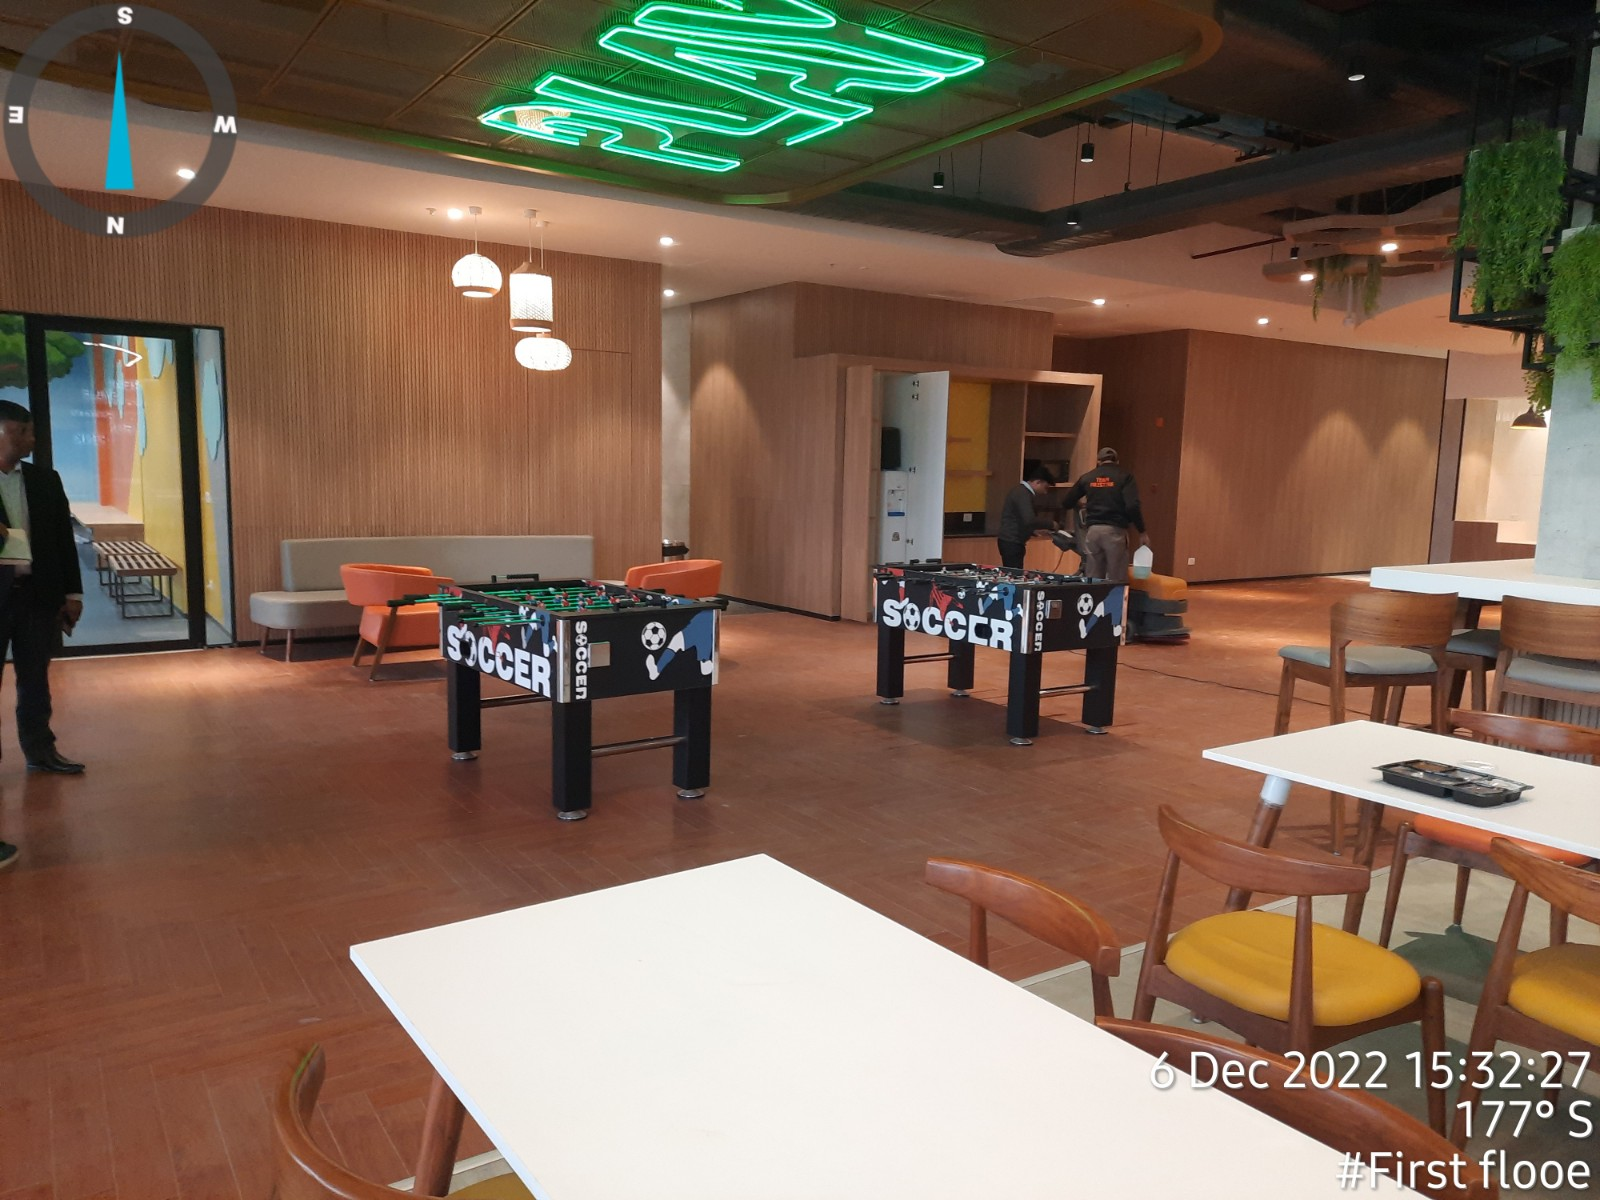 S
E
W
N
SOCCER
SOCCER
SOCCER
SOCCER
6 Dec 2022 15:32:27
177° S
#First flooe